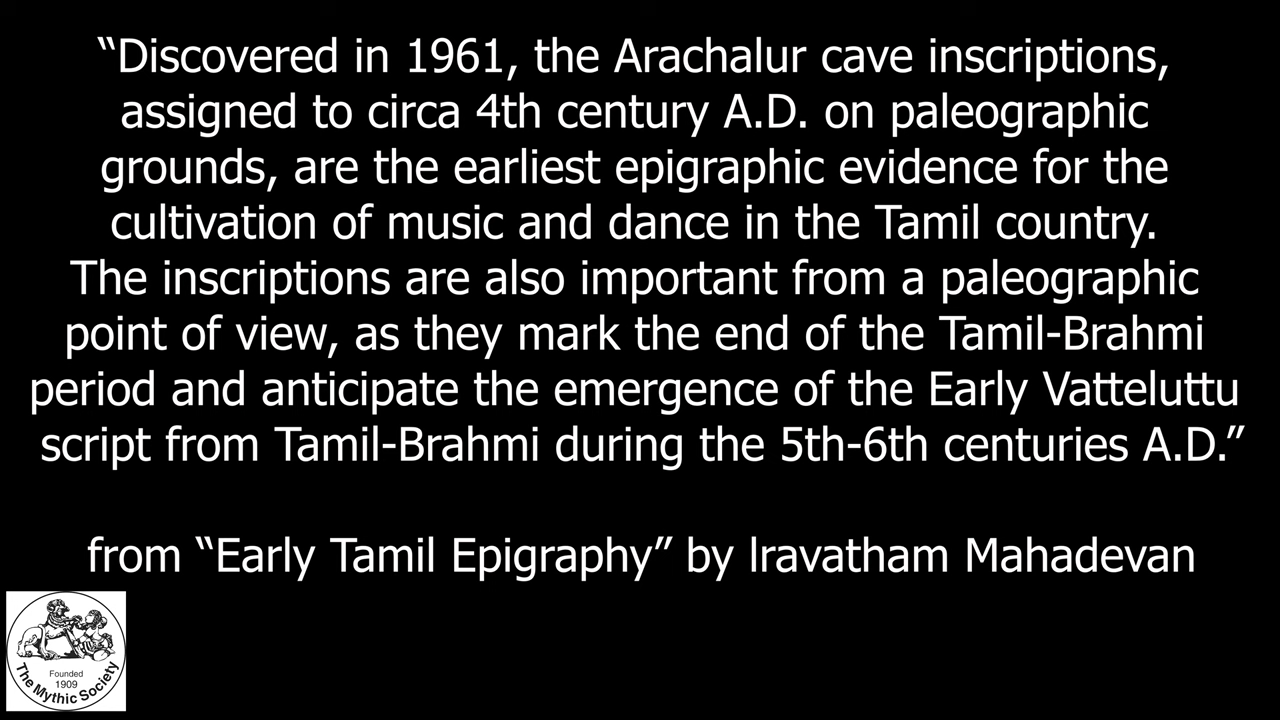 “Discovered in 1961, the Arachalur cave inscriptions,
assigned to circa 4th century A.D. on paleographic
grounds, are the earliest epigraphic evidence for the
cultivation of music and dance in the Tamil country.
The inscriptions are also important from a paleographic
point of view, as they mark the end of the Tamil-Brahmi
period and anticipate the emergence of the Early Vatteluttu
script from Tamil-Brahmi during the 5th-6th centuries A.D.”
from “Early Tamil Epigraphy” by lravatham Mahadevan
Founded
1909
The Mythic Society